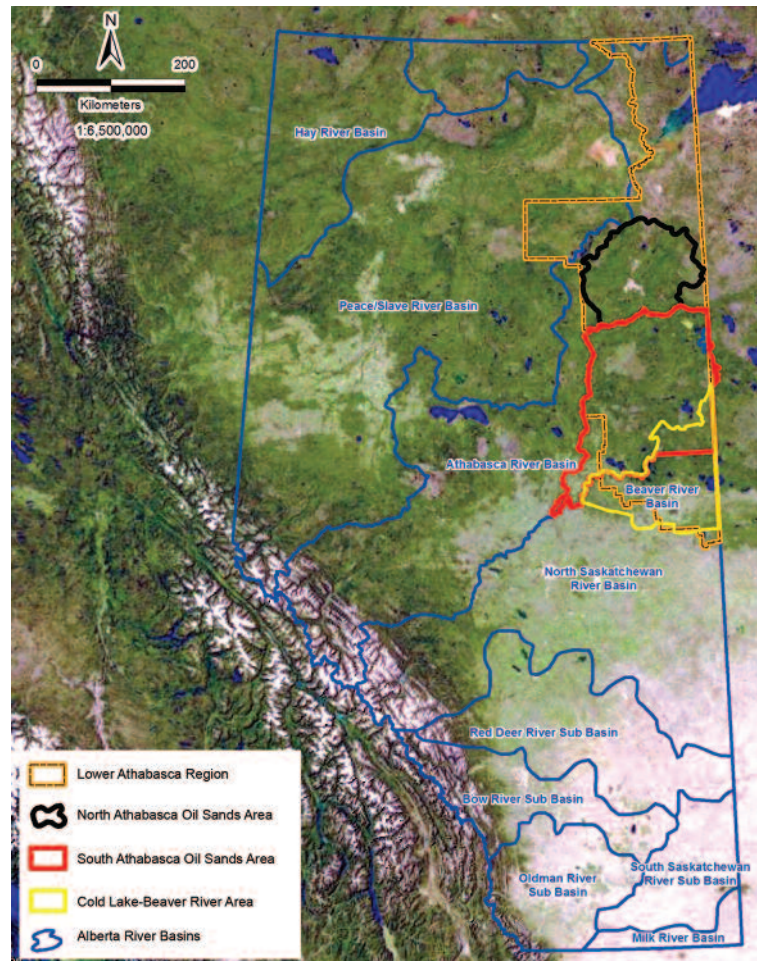 N
0
200
Kilometers
1:6,500,000
Hay River Basin
Peace/Slave River Basin
Athabasca River Basin
Beaver River
Basin
North Saskatchewan
River Basin
Red Deer River Sub Basin
Bow River Sub Basin
Oldman River
Sub Basin
South Saskatchewan
River Sub Basin
Milk River Basin
Lower Athabasca Region
North Athabasca Oil Sands Area
South Athabasca Oil Sands Area
Cold Lake-Beaver River Area
Alberta River Basins